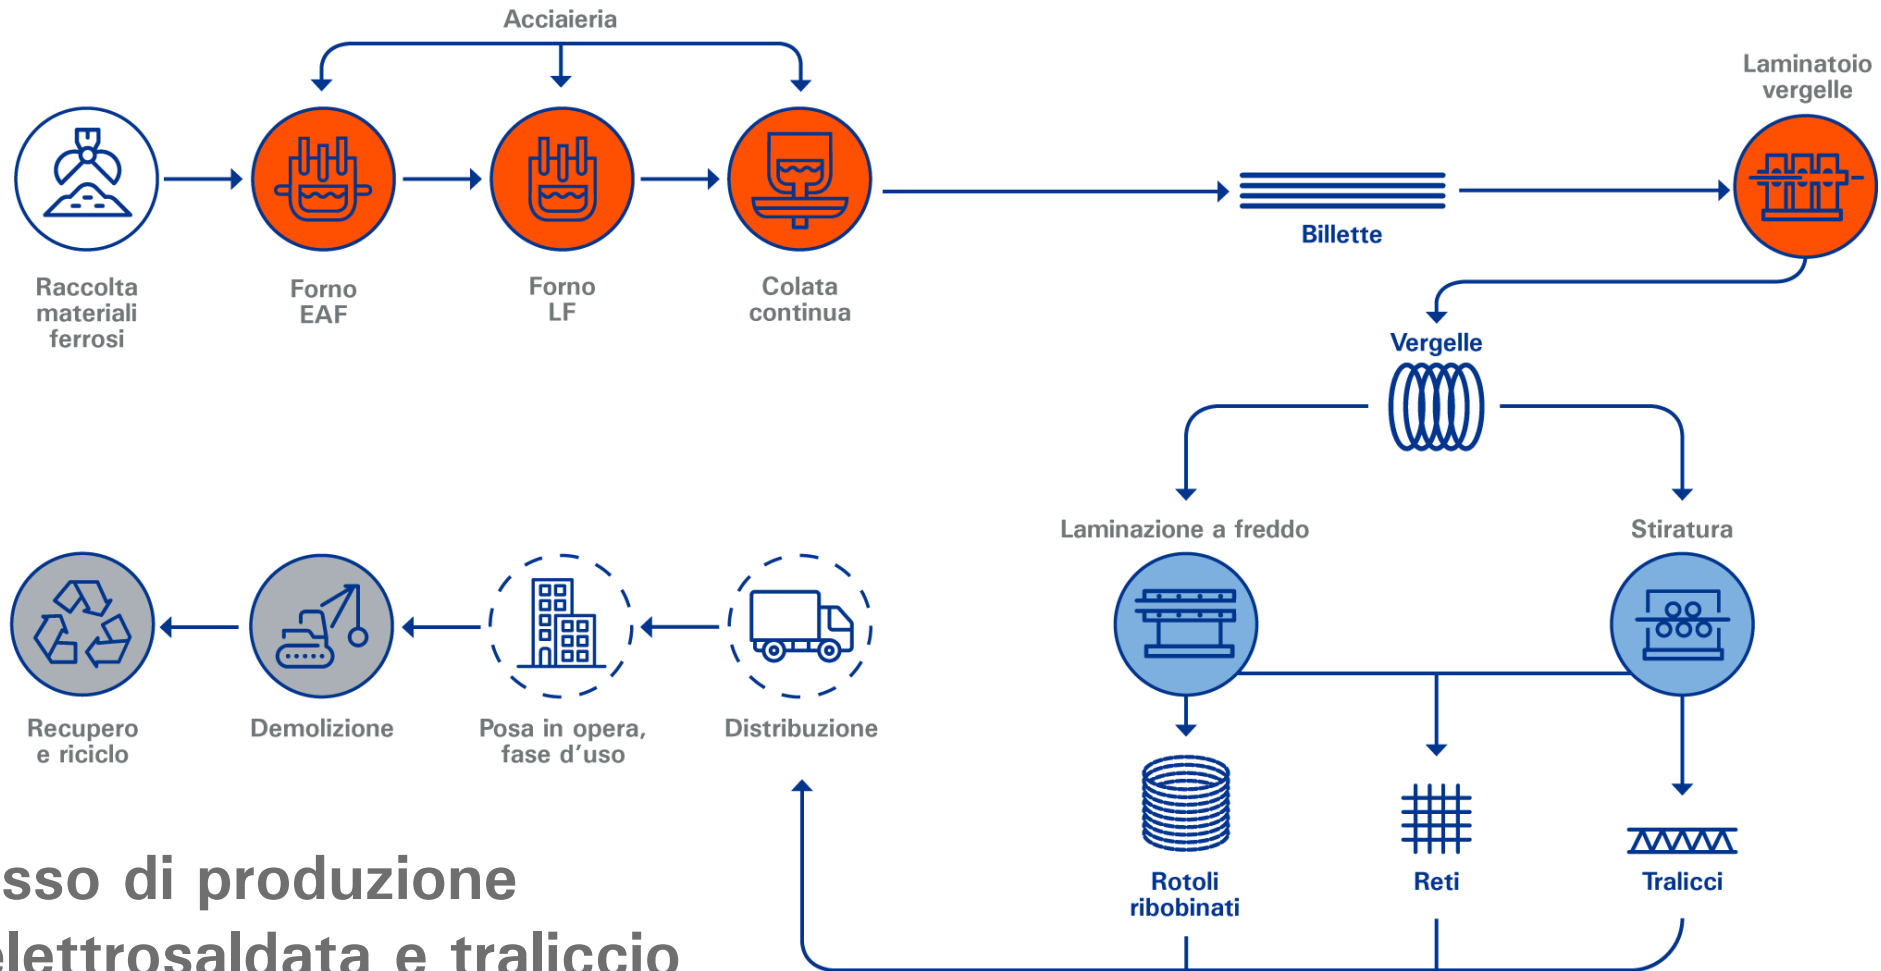 Acciaieria
Laminatoio
vergelle
Raccolta
materiali
ferrosi
Forno
EAF
Forno
LF
Colata
continua
Billette
Vergelle
Laminazione a freddo
Stiratura
Recupero
e riciclo
Demolizione
Posa in opera,
fase d'uso
Distribuzione
Rotoli
ribobinati
Reti
Tralicci
sso di produzione
elettrosaldata e traliccio